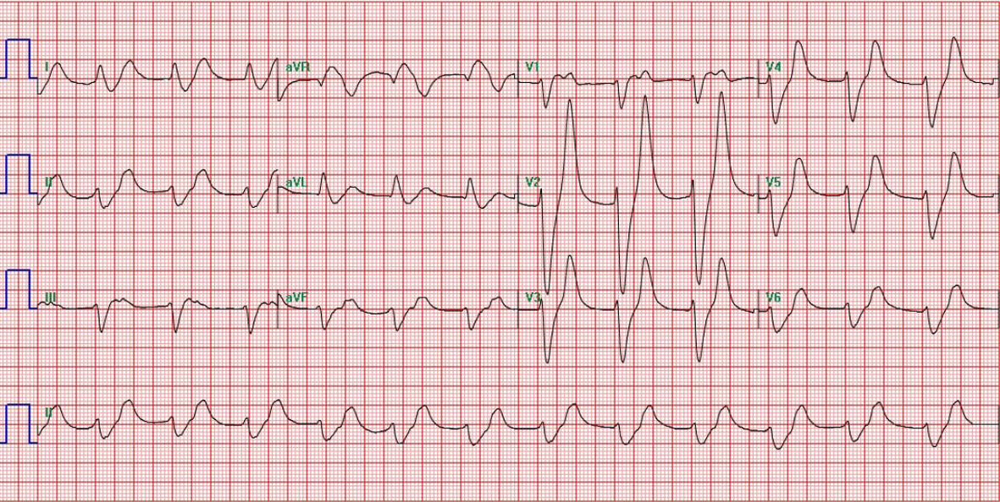 I aVR V1 V4
II aVL V2 V5
III aVF V3 V6
II